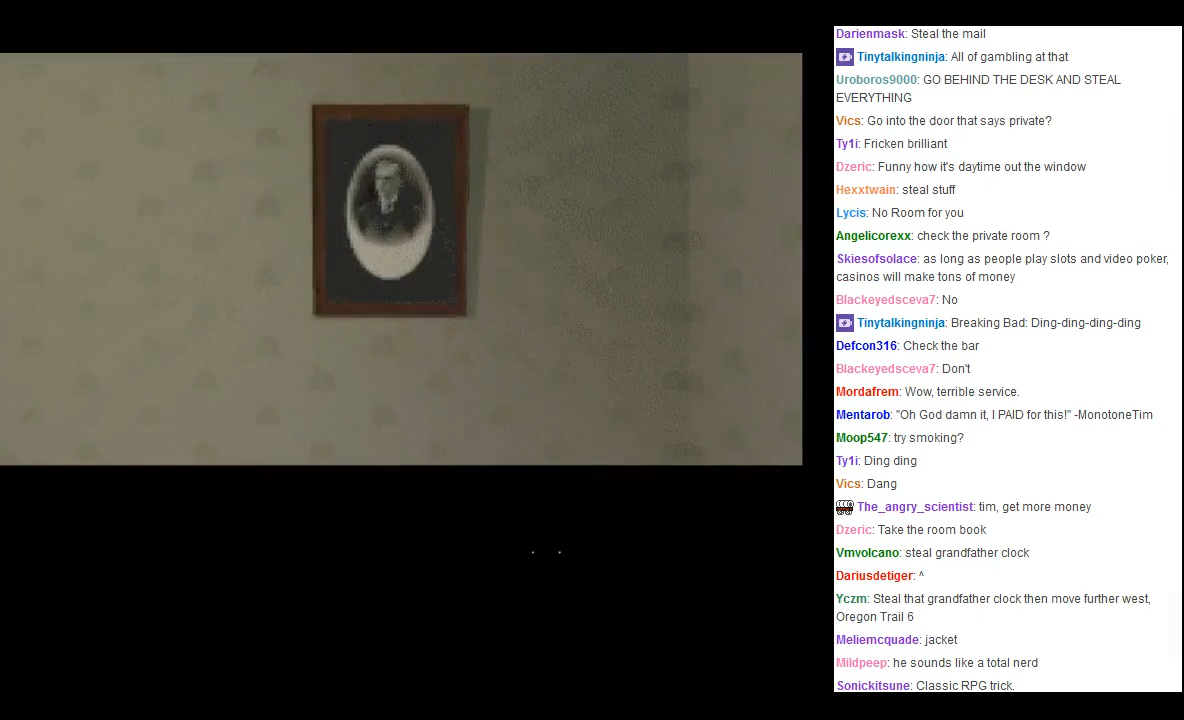 Darienmask: Steal the mail
Tinytalkingninja: All of gambling at that
Uroboros9000: GO BEHIND THE DESK AND STEAL
EVERYTHING
Vics: Go into the door that says private?
Ty1i: Fricken brilliant
Dzeric: Funny how it's daytime out the window
Hexxtwain: steal stuff
Lycis: No Room for you
Angelicorexx: check the private room ?
Skiesofsolace: as long as people play slots and video poker,
casinos will make tons of money
Blackeyedsceva7: No
Tinytalkingninja: Breaking Bad: Ding-ding-ding-ding
Defcon316: Check the bar
Blackeyedsceva7: Don't
Mordafrem: Wow, terrible service.
Mentarob: "Oh God damn it, I PAID for this!" -MonotoneTim
Moop547: try smoking?
Ty1i: Ding ding
Vics: Dang
The_angry_scientist: tim, get more money
Dzeric: Take the room book
Vmvolcano: steal grandfather clock
Dariusdetiger: ^
Yczm: Steal that grandfather clock then move further west,
Oregon Trail 6
Meliemcquade: jacket
Mildpeep: he sounds like a total nerd
Sonickitsune: Classic RPG trick.